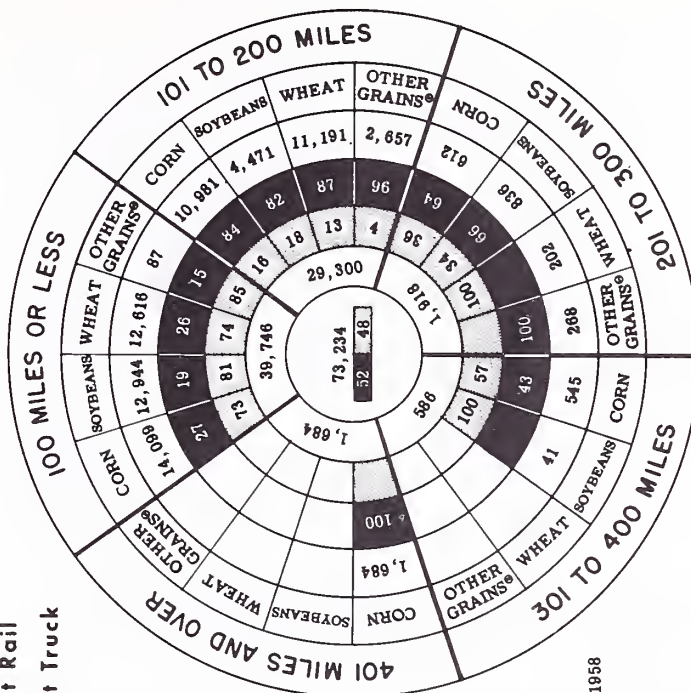 t Rail
t Truck
100 MILES OR LESS
CORN
14,099
27
73
SOYBEANS
12,944
19
81
WHEAT
12,616
26
74
OTHER
GRAINS⊕
87
15
85
39,746
101 TO 200 MILES
CORN
10,981
84
16
SOYBEANS
4,471
82
18
WHEAT
11,191
87
13
OTHER
GRAINS⊕
2,657
96
4
29,300
201 TO 300 MILES
CORN
612
64
36
SOYBEANS
836
66
34
WHEAT
202
100
OTHER
GRAINS⊕
268
100
1,918
301 TO 400 MILES
CORN
545
43
57
SOYBEANS
41
100
WHEAT
OTHER
GRAINS⊕
586
401 MILES AND OVER
CORN
1,684
100
SOYBEANS
WHEAT
OTHER
GRAINS⊕
1,684
73,234
52 48
1958